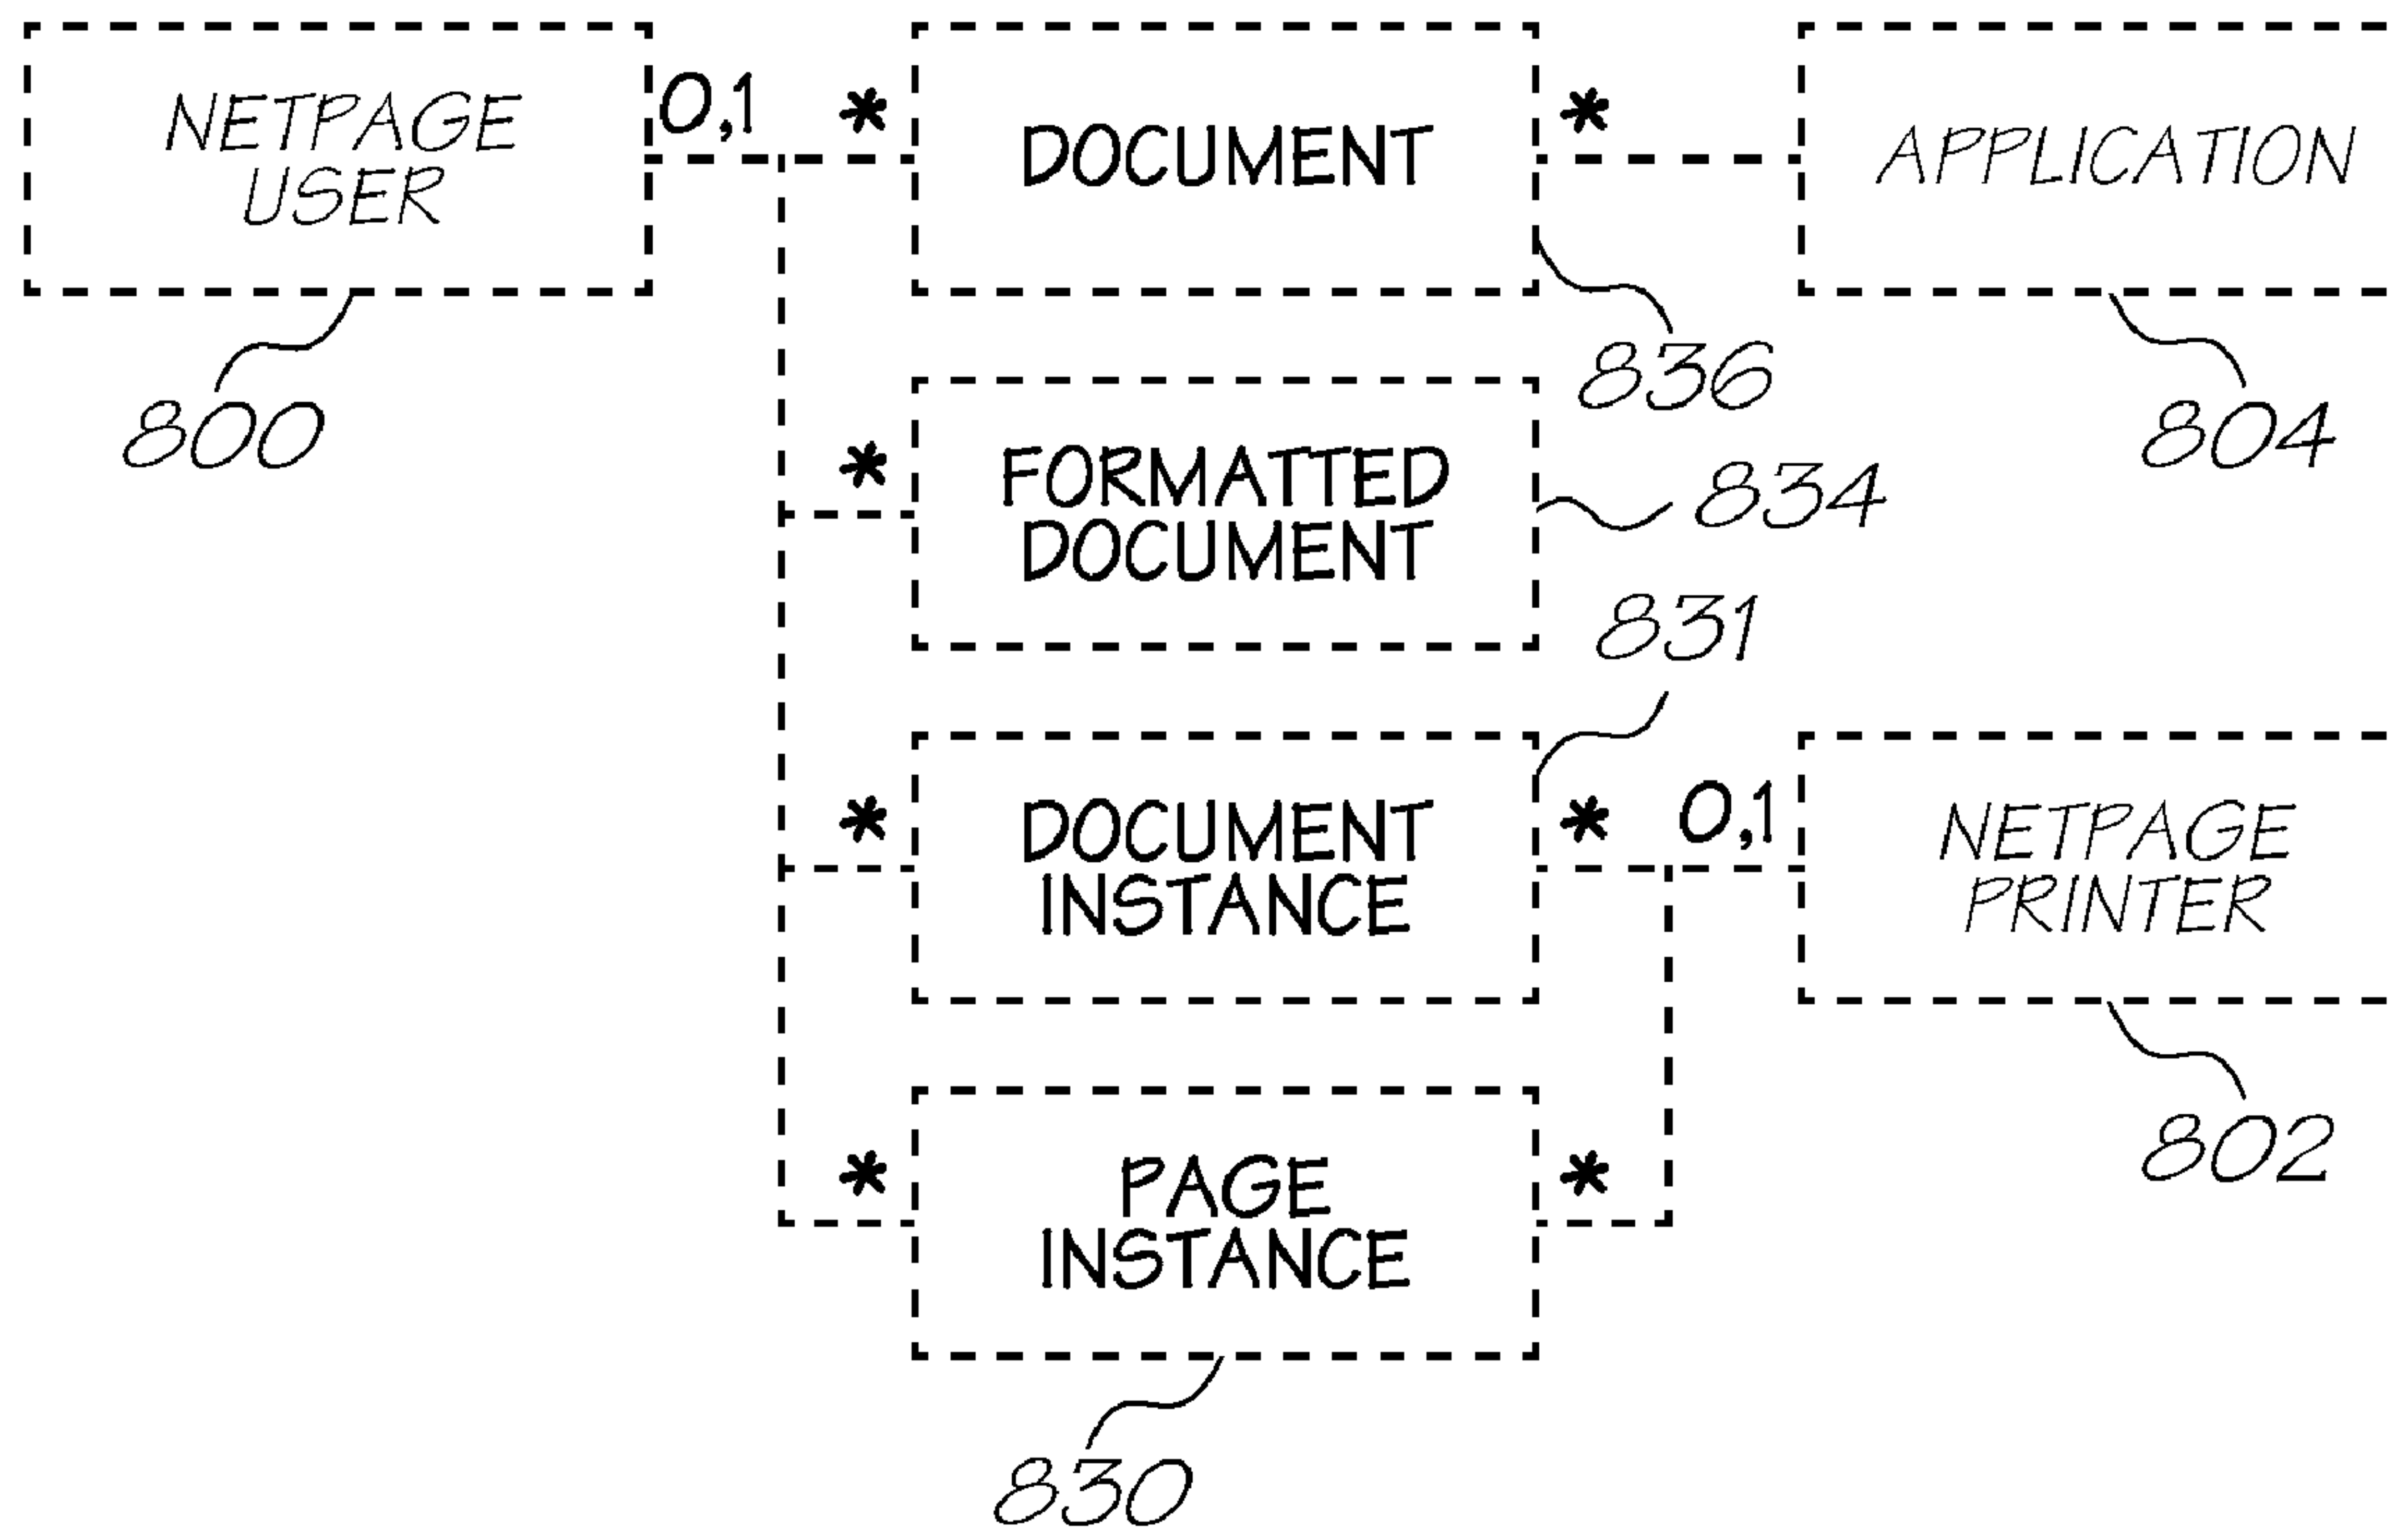 NETPAGE
USER
0,1
*
DOCUMENT
*
APPLICATION
800
836
804
*
FORMATTED
DOCUMENT
834
831
*
DOCUMENT
INSTANCE
*
0,1
NETPAGE
PRINTER
802
*
PAGE
INSTANCE
*
830